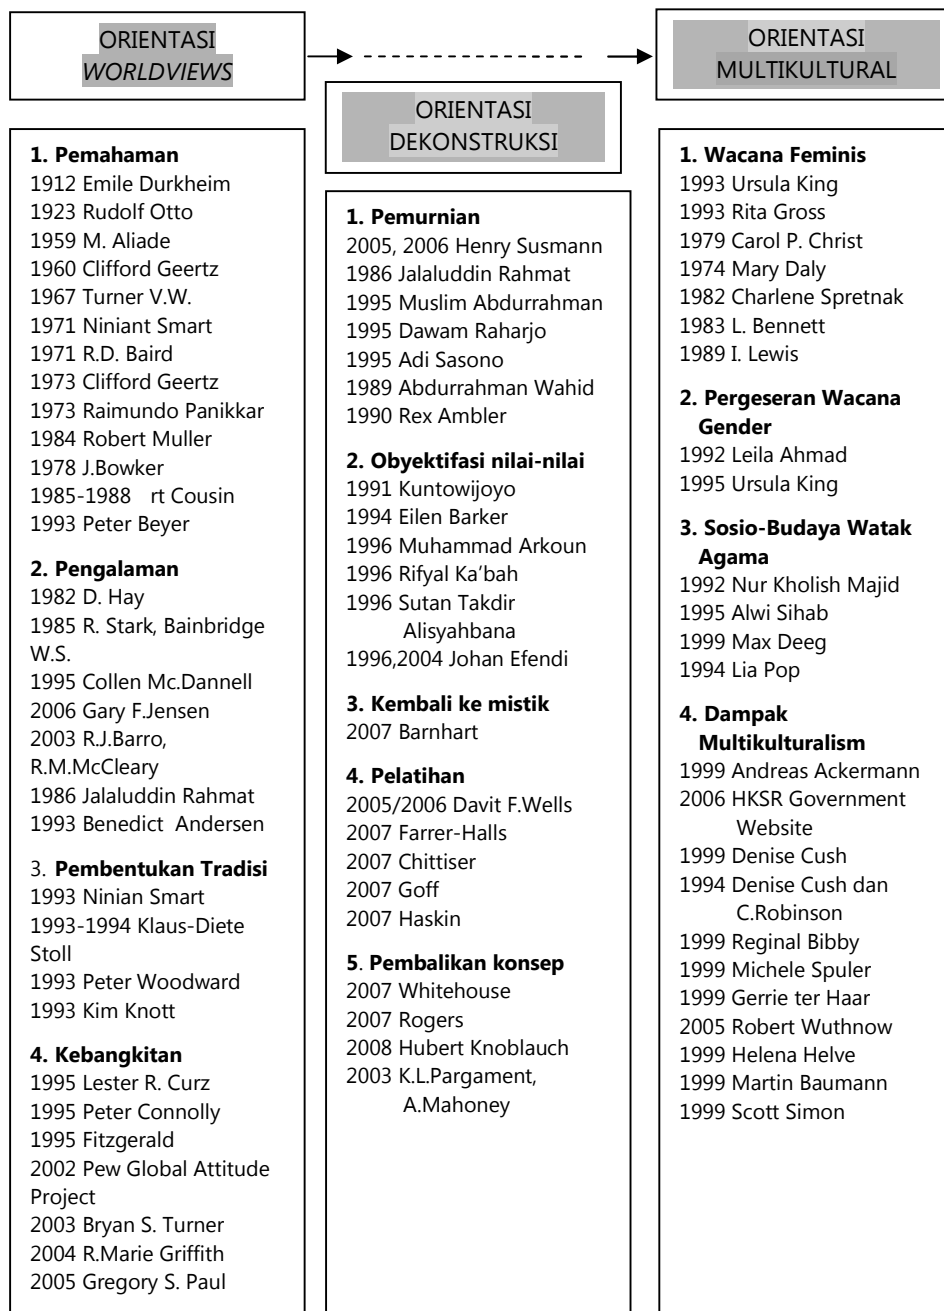 ORIENTASI
WORLDVIEWS
ORIENTASI
DEKONSTRUKSI
ORIENTASI
MULTIKULTURAL
1. Pemahaman
1912 Emile Durkheim
1923 Rudolf Otto
1959 M. Aliade
1960 Clifford Geertz
1967 Turner V.W.
1971 Niniant Smart
1971 R.D. Baird
1973 Clifford Geertz
1973 Raimundo Panikkar
1984 Robert Muller
1978 J.Bowker
1985-1988 rt Cousin
1993 Peter Beyer
2. Pengalaman
1982 D. Hay
1985 R. Stark, Bainbridge
W.S.
1995 Collen Mc.Dannell
2006 Gary F.Jensen
2003 R.J.Barro,
R.M.McCleary
1986 Jalaluddin Rahmat
1993 Benedict Andersen
3. Pembentukan Tradisi
1993 Ninian Smart
1993-1994 Klaus-Diete
Stoll
1993 Peter Woodward
1993 Kim Knott
4. Kebangkitan
1995 Lester R. Curz
1995 Peter Connolly
1995 Fitzgerald
2002 Pew Global Attitude
Project
2003 Bryan S. Turner
2004 R.Marie Griffith
2005 Gregory S. Paul
1. Pemurnian
2005, 2006 Henry Susmann
1986 Jalaluddin Rahmat
1995 Muslim Abdurrahman
1995 Dawam Raharjo
1995 Adi Sasono
1989 Abdurrahman Wahid
1990 Rex Ambler
2. Obyektifasi nilai-nilai
1991 Kuntowijoyo
1994 Eilen Barker
1996 Muhammad Arkoun
1996 Rifyal Ka’bah
1996 Sutan Takdir
Alisyahbana
1996,2004 Johan Efendi
3. Kembali ke mistik
2007 Barnhart
4. Pelatihan
2005/2006 Davit F.Wells
2007 Farrer-Halls
2007 Chittiser
2007 Goff
2007 Haskin
5. Pembalikan konsep
2007 Whitehouse
2007 Rogers
2008 Hubert Knoblauch
2003 K.L.Pargament,
A.Mahoney
1. Wacana Feminis
1993 Ursula King
1993 Rita Gross
1979 Carol P. Christ
1974 Mary Daly
1982 Charlene Spretnak
1983 L. Bennett
1989 I. Lewis
2. Pergeseran Wacana
Gender
1992 Leila Ahmad
1995 Ursula King
3. Sosio-Budaya Watak
Agama
1992 Nur Kholish Majid
1995 Alwi Sihab
1999 Max Deeg
1994 Lia Pop
4. Dampak
Multikulturalism
1999 Andreas Ackermann
2006 HKSR Government
Website
1999 Denise Cush
1994 Denise Cush dan
C.Robinson
1999 Reginal Bibby
1999 Michele Spuler
1999 Gerrie ter Haar
2005 Robert Wuthnow
1999 Helena Helve
1999 Martin Baumann
1999 Scott Simon